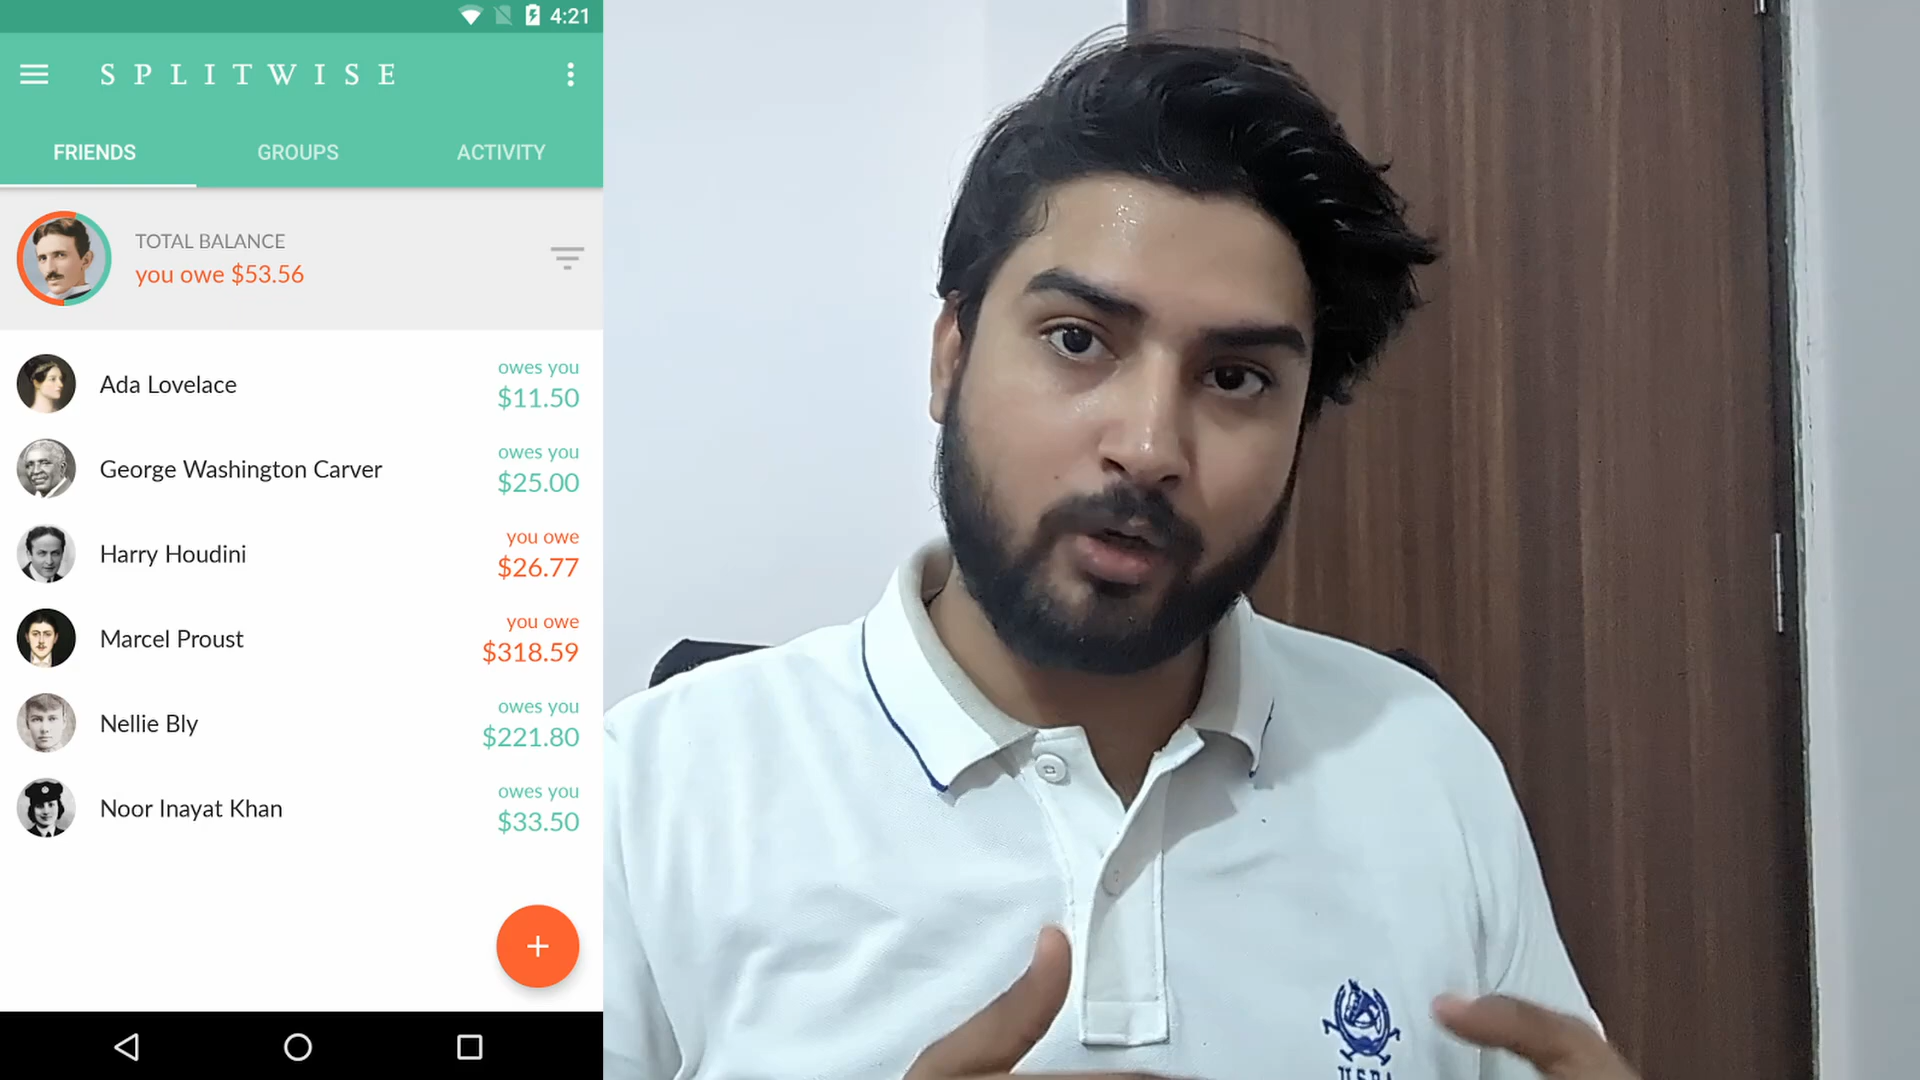 4:21
SPLITWISE
FRIENDS GROUPS ACTIVITY
TOTAL BALANCE
you owe $53.56
Ada Lovelace owes you $11.50
George Washington Carver owes you $25.00
Harry Houdini you owe $26.77
Marcel Proust you owe $318.59
Nellie Bly owes you $221.80
Noor Inayat Khan owes you $33.50
+